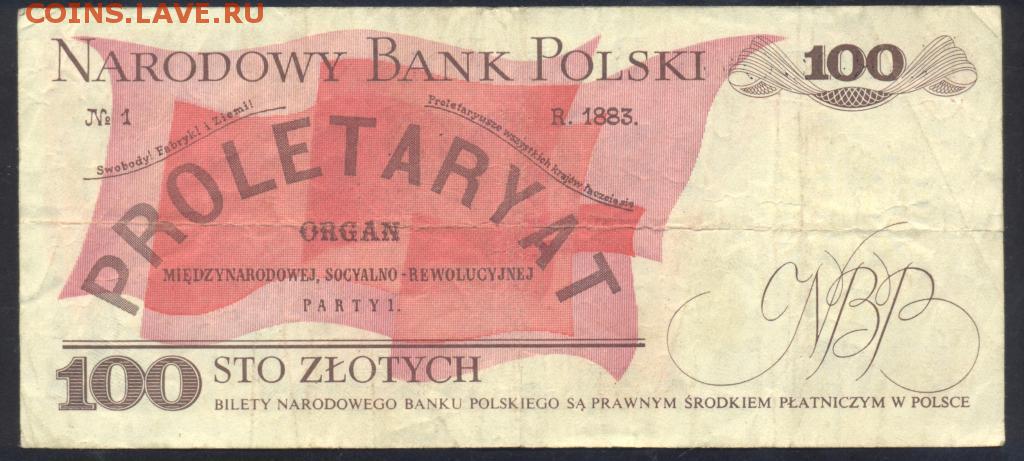 COINS.LAVE.RU
NARODOWY BANK POLSKI 100
№ 1
R. 1883.
Swobody! Fabryk! i Ziemi!
Proletaryusze wszystkich krajów łączcie się
PROLETARYAT
ORGAN
MIĘDZYNARODOWEJ, SOCYALNO-REWOLUCYJNEJ
PARTYI.
NBP
100 STO ZŁOTYCH
BILETY NARODOWEGO BANKU POLSKIEGO SĄ PRAWNYM ŚRODKIEM PŁATNICZYM W POLSCE